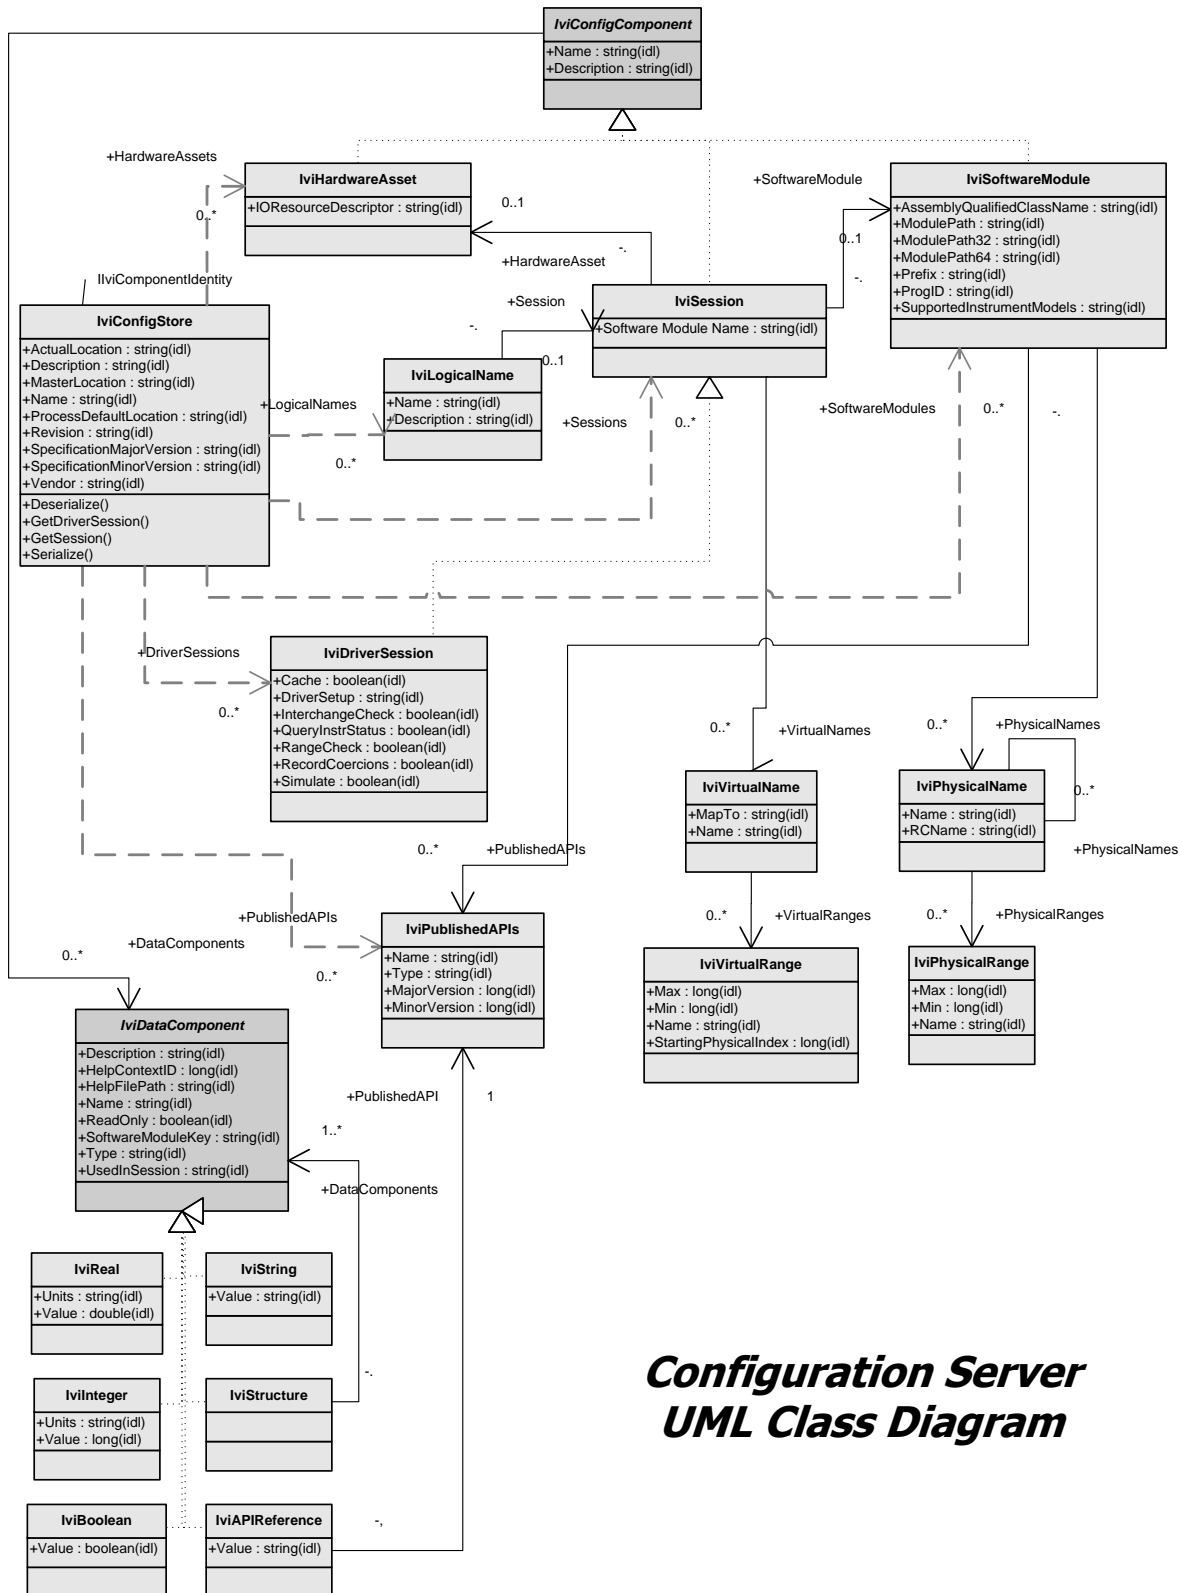 IviConfigComponent
+Name : string(idl)
+Description : string(idl)
+HardwareAssets
0..*
IviHardwareAsset
+IOResourceDescriptor : string(idl)
0..1
-.
+HardwareAsset
+SoftwareModule
0..1
-.
IviSoftwareModule
+AssemblyQualifiedClassName : string(idl)
+ModulePath : string(idl)
+ModulePath32 : string(idl)
+ModulePath64 : string(idl)
+Prefix : string(idl)
+ProgID : string(idl)
+SupportedInstrumentModels : string(idl)
IIviComponentIdentity
IviConfigStore
+ActualLocation : string(idl)
+Description : string(idl)
+MasterLocation : string(idl)
+Name : string(idl)
+ProcessDefaultLocation : string(idl)
+Revision : string(idl)
+SpecificationMajorVersion : string(idl)
+SpecificationMinorVersion : string(idl)
+Vendor : string(idl)
+Deserialize()
+GetDriverSession()
+GetSession()
+Serialize()
+Session
-.
0..1
IviSession
+Software Module Name : string(idl)
+LogicalNames
0..*
IviLogicalName
+Name : string(idl)
+Description : string(idl)
+Sessions
0..*
+SoftwareModules
0..*
-.
+DriverSessions
0..*
IviDriverSession
+Cache : boolean(idl)
+DriverSetup : string(idl)
+InterchangeCheck : boolean(idl)
+QueryInstrStatus : boolean(idl)
+RangeCheck : boolean(idl)
+RecordCoercions : boolean(idl)
+Simulate : boolean(idl)
0..*
+VirtualNames
IviVirtualName
+MapTo : string(idl)
+Name : string(idl)
0..*
+PhysicalNames
IviPhysicalName
+Name : string(idl)
+RCName : string(idl)
0..*
+PhysicalNames
0..*
+PublishedAPIs
+PublishedAPIs
0..*
IviPublishedAPIs
+Name : string(idl)
+Type : string(idl)
+MajorVersion : long(idl)
+MinorVersion : long(idl)
0..*
+VirtualRanges
IviVirtualRange
+Max : long(idl)
+Min : long(idl)
+Name : string(idl)
+StartingPhysicalIndex : long(idl)
0..*
+PhysicalRanges
IviPhysicalRange
+Max : long(idl)
+Min : long(idl)
+Name : string(idl)
0..*
+DataComponents
IviDataComponent
+Description : string(idl)
+HelpContextID : long(idl)
+HelpFilePath : string(idl)
+Name : string(idl)
+ReadOnly : boolean(idl)
+SoftwareModuleKey : string(idl)
+Type : string(idl)
+UsedInSession : string(idl)
+PublishedAPI
1
1..*
+DataComponents
IviReal
+Units : string(idl)
+Value : double(idl)
IviString
+Value : string(idl)
IviInteger
+Units : string(idl)
+Value : long(idl)
IviStructure
-.
IviBoolean
+Value : boolean(idl)
IviAPIReference
+Value : string(idl)
-,
Configuration Server
UML Class Diagram